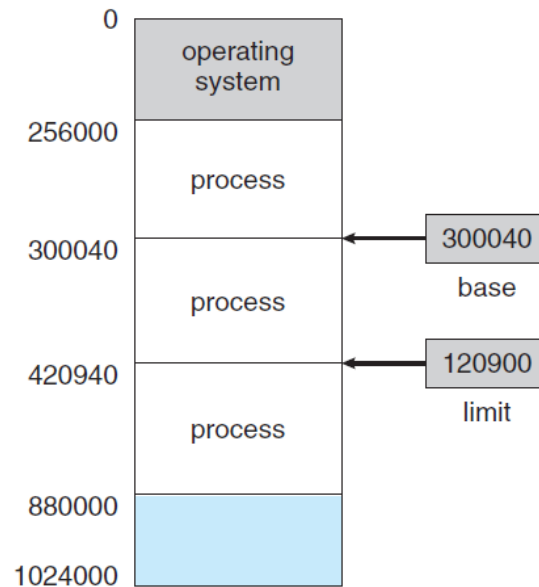 0
operating
system
256000
process
300040
300040
base
process
120900
420940
limit
process
880000
1024000